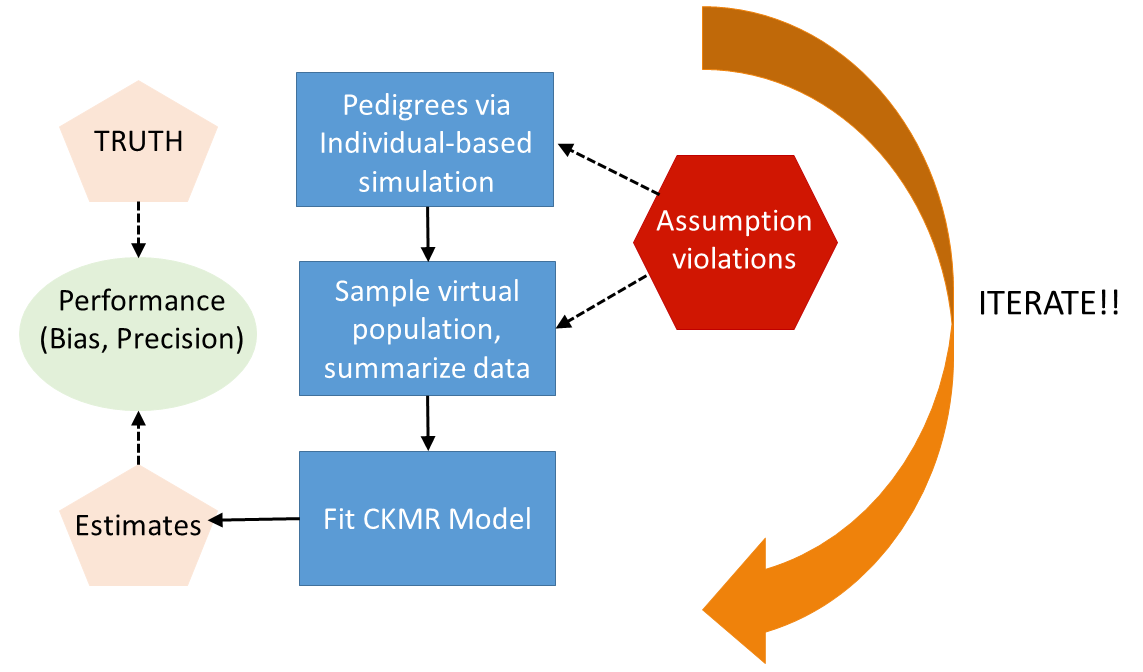 TRUTH
Performance
(Bias, Precision)
Estimates
Pedigrees via
Individual-based
simulation
Sample virtual
population,
summarize data
Fit CKMR Model
Assumption
violations
ITERATE!!